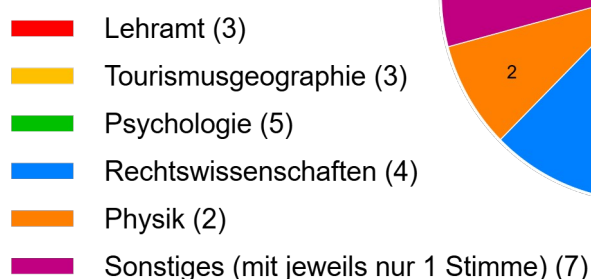 Lehramt (3)
Tourismusgeographie (3)
Psychologie (5)
Rechtswissenschaften (4)
Physik (2)
Sonstiges (mit jeweils nur 1 Stimme) (7)
2